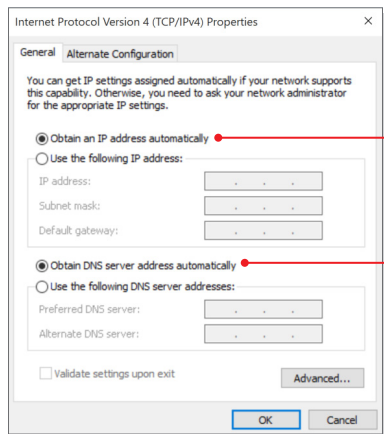 Internet Protocol Version 4 (TCP/IPv4) Properties
General
Alternate Configuration
You can get IP settings assigned automatically if your network supports
this capability. Otherwise, you need to ask your network administrator
for the appropriate IP settings.
Obtain an IP address automatically
Use the following IP address:
IP address:
Subnet mask:
Default gateway:
Obtain DNS server address automatically
Use the following DNS server addresses:
Preferred DNS server:
Alternate DNS server:
Validate settings upon exit
Advanced...
OK
Cancel